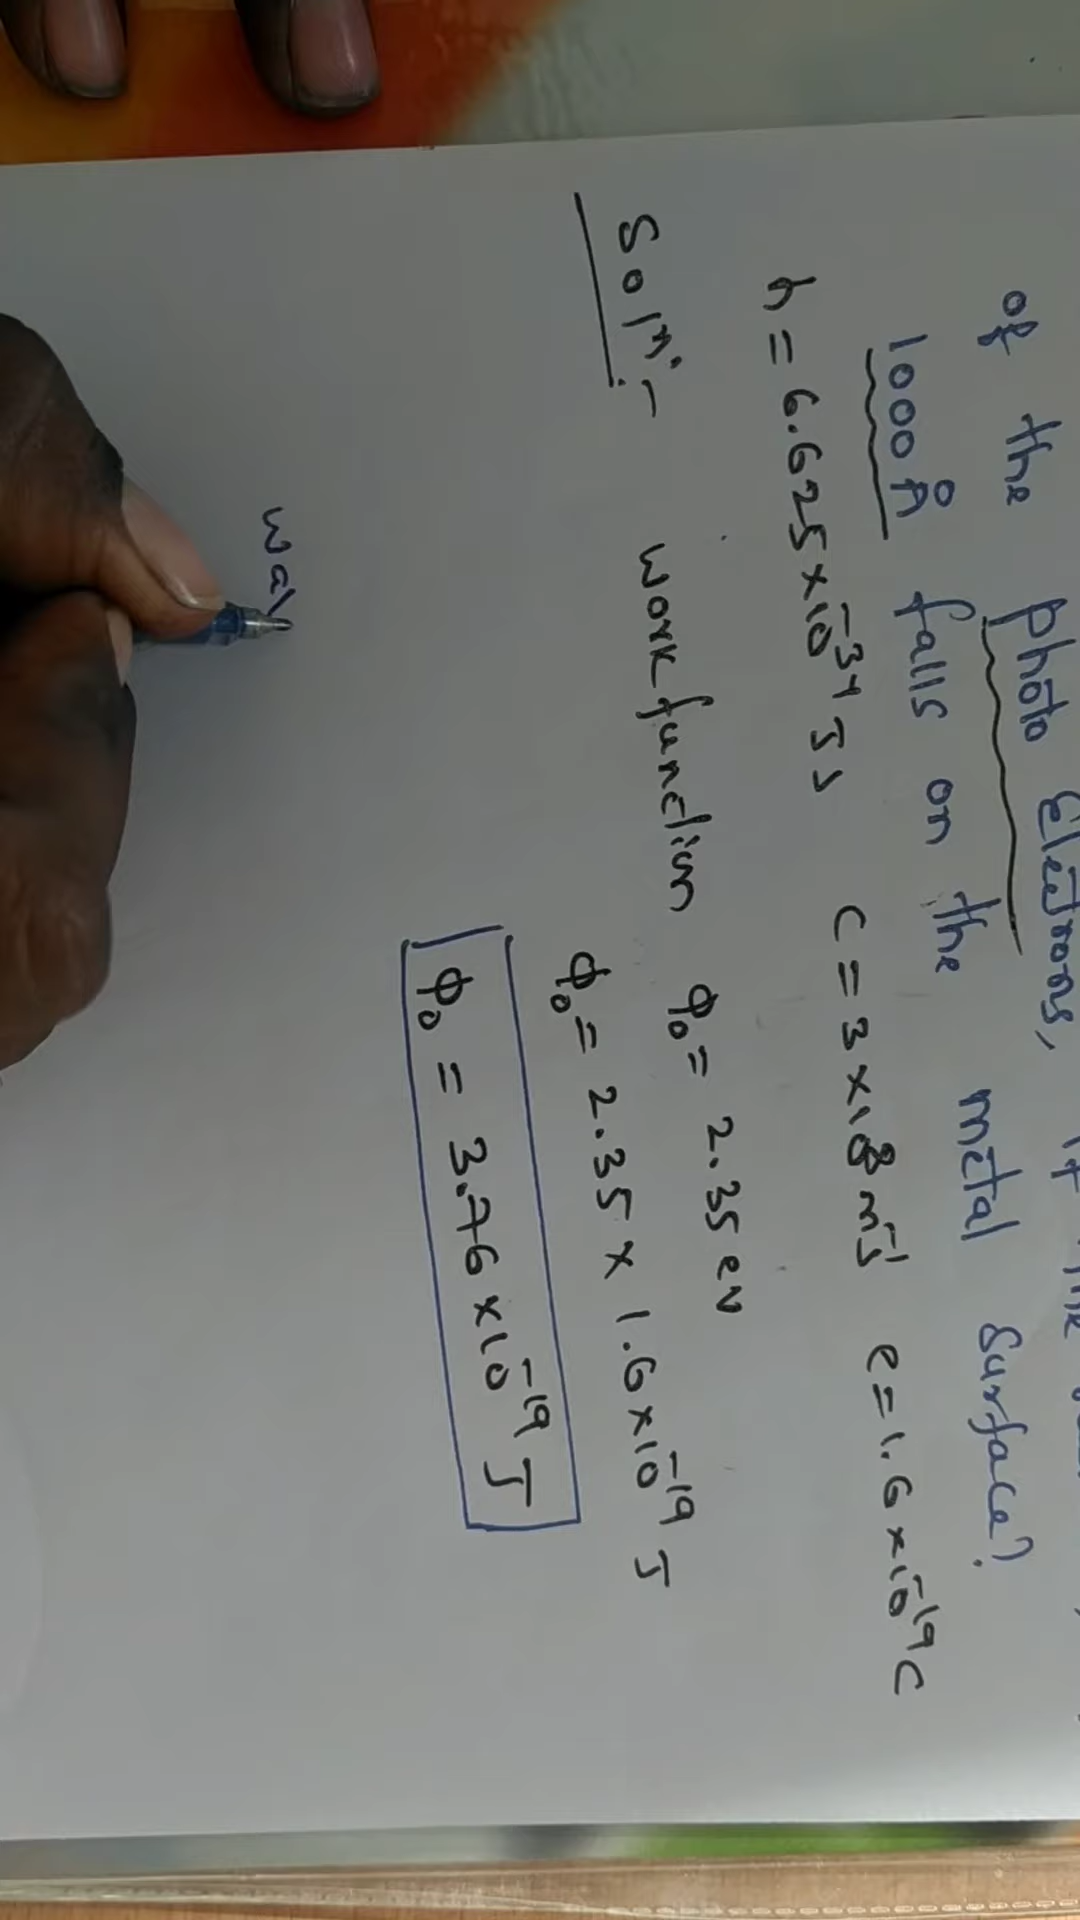 of the photo Electrons, if the
1000 Å falls on the metal surface?
h = 6.625×10⁻³⁴ Js C = 3×10⁸ ms⁻¹ e = 1.6×10⁻¹⁹ C
Soln:-
work function ϕ₀ = 2.35 ev
ϕ₀ = 2.35 × 1.6×10⁻¹⁹ J
ϕ₀ = 3.76×10⁻¹⁹ J
wav